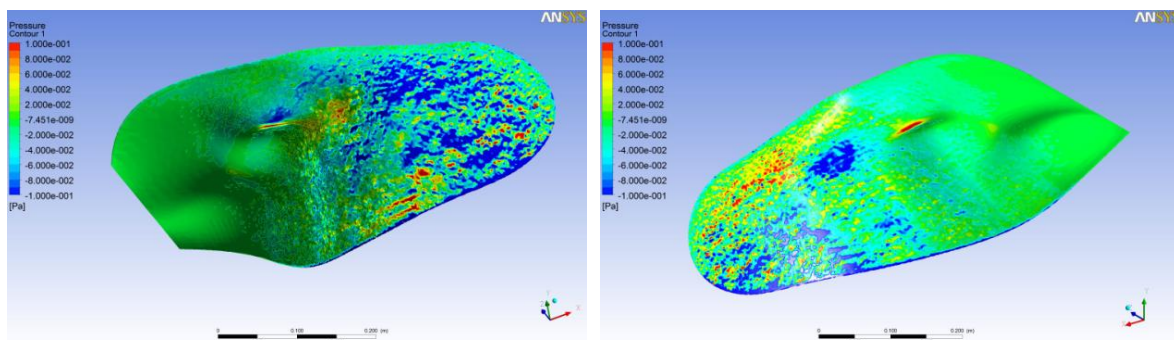 ANSYS
Pressure
Contour 1
1.000e-001
8.000e-002
6.000e-002
4.000e-002
2.000e-002
-7.451e-009
-2.000e-002
-4.000e-002
-6.000e-002
-8.000e-002
-1.000e-001
[Pa]
Y
Z
X
0 0.100 0.200 (m)
ANSYS
Pressure
Contour 1
1.000e-001
8.000e-002
6.000e-002
4.000e-002
2.000e-002
-7.451e-009
-2.000e-002
-4.000e-002
-6.000e-002
-8.000e-002
-1.000e-001
[Pa]
Y
X
0 0.100 0.200 (m)